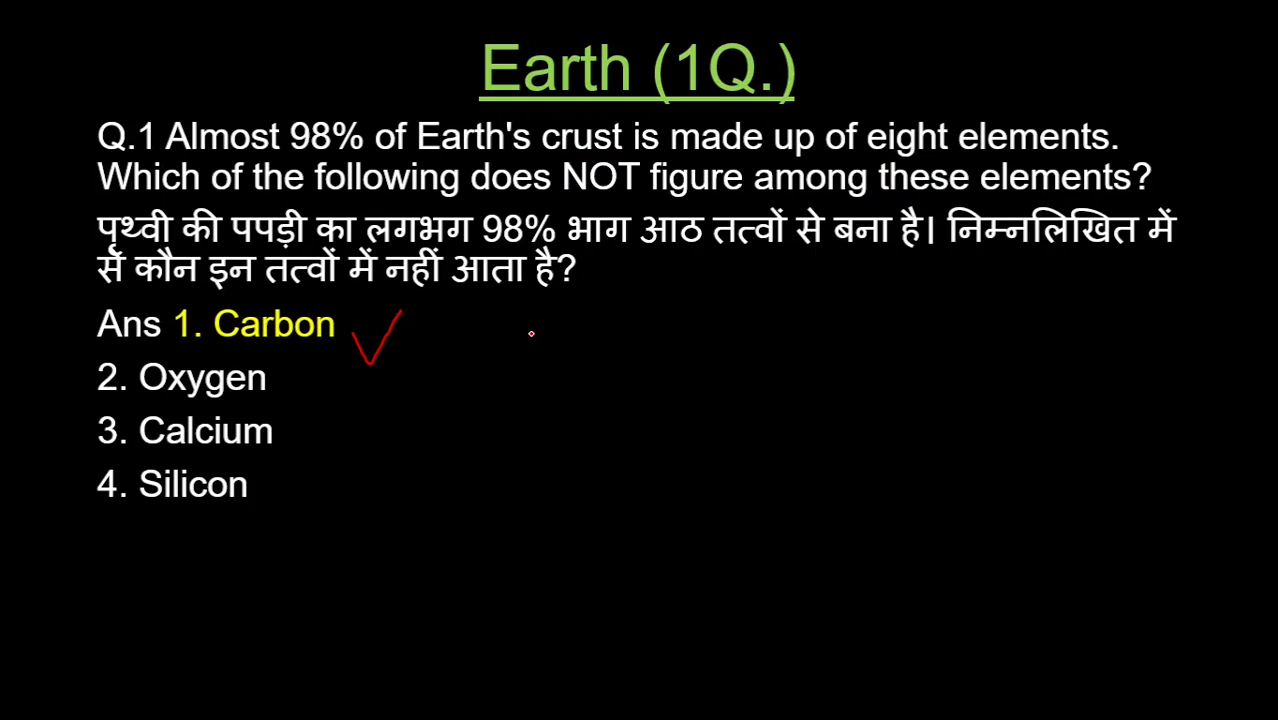 Earth (1Q.)
Q.1 Almost 98% of Earth's crust is made up of eight elements.
Which of the following does NOT figure among these elements?
पृथ्वी की पपड़ी का लगभग 98% भाग आठ तत्वों से बना है। निम्नलिखित में
से कौन इन तत्वों में नहीं आता है?
Ans 1. Carbon
2. Oxygen
3. Calcium
4. Silicon